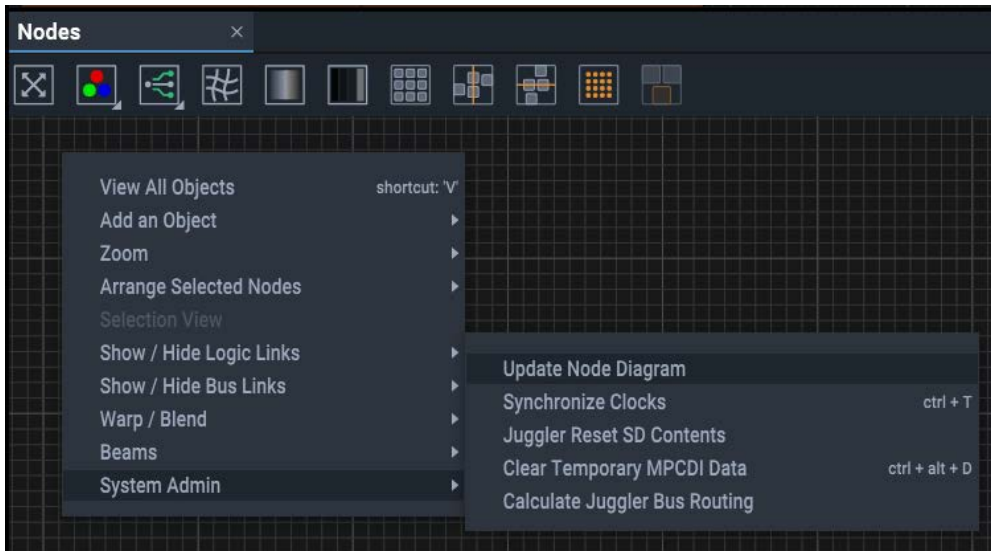 Nodes ×
View All Objects shortcut: 'V'
Add an Object
Zoom
Arrange Selected Nodes
Selection View
Show / Hide Logic Links
Show / Hide Bus Links
Warp / Blend
Beams
System Admin
Update Node Diagram
Synchronize Clocks ctrl + T
Juggler Reset SD Contents
Clear Temporary MPCDI Data ctrl + alt + D
Calculate Juggler Bus Routing